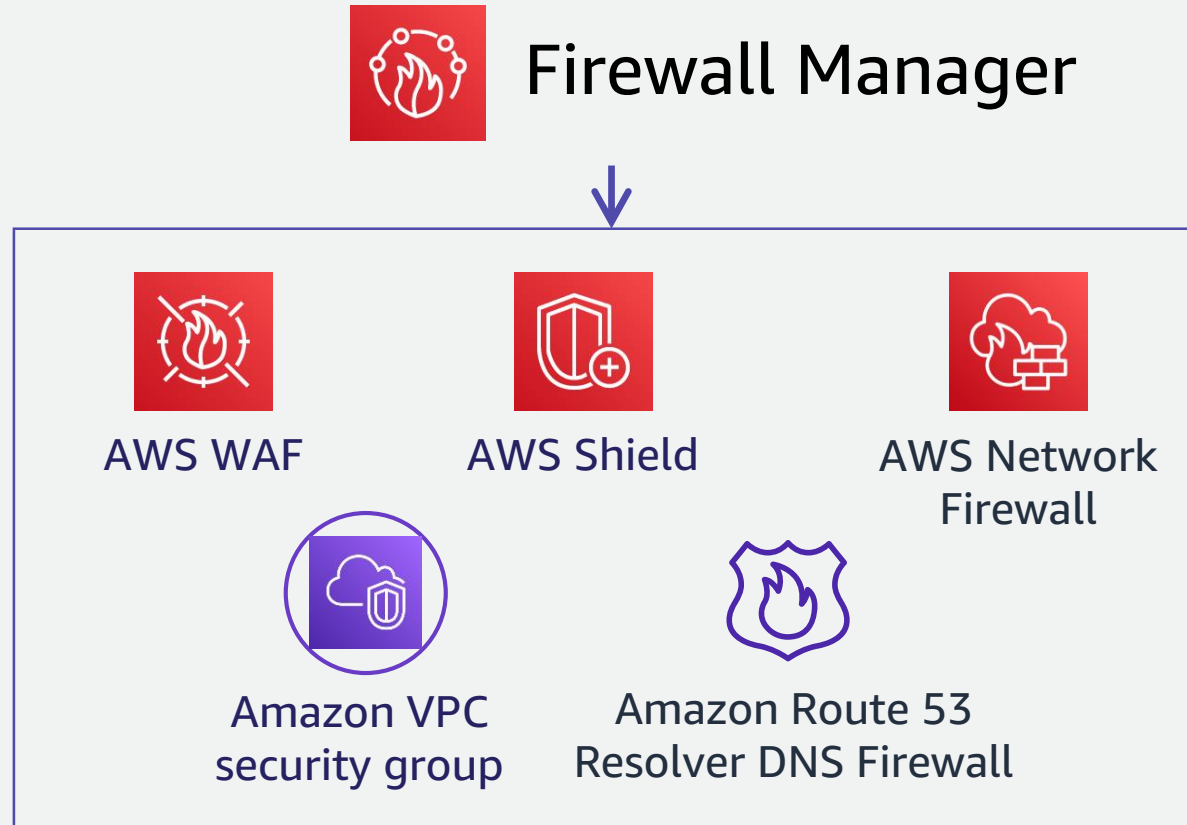 Firewall Manager
AWS WAF
AWS Shield
AWS Network
Firewall
Amazon VPC
security group
Amazon Route 53
Resolver DNS Firewall